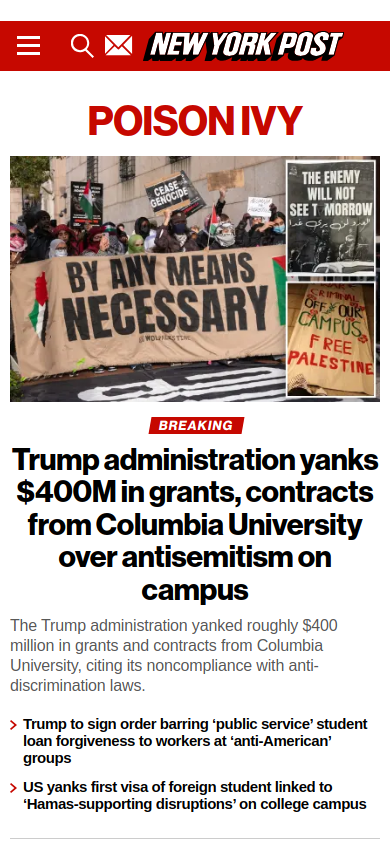 NEW YORK POST
POISON IVY
CEASE
GENOCIDE
BY ANY MEANS
NECESSARY
THE ENEMY
WILL NOT
SEE T MORROW
CRIMINAL
OFF OUR
CAMPUS
FREE
PALESTINE
BREAKING
Trump administration yanks
$400M in grants, contracts
from Columbia University
over antisemitism on
campus
The Trump administration yanked roughly $400
million in grants and contracts from Columbia
University, citing its noncompliance with anti-
discrimination laws.
Trump to sign order barring ‘public service’ student
loan forgiveness to workers at ‘anti-American’
groups
US yanks first visa of foreign student linked to
‘Hamas-supporting disruptions’ on college campus